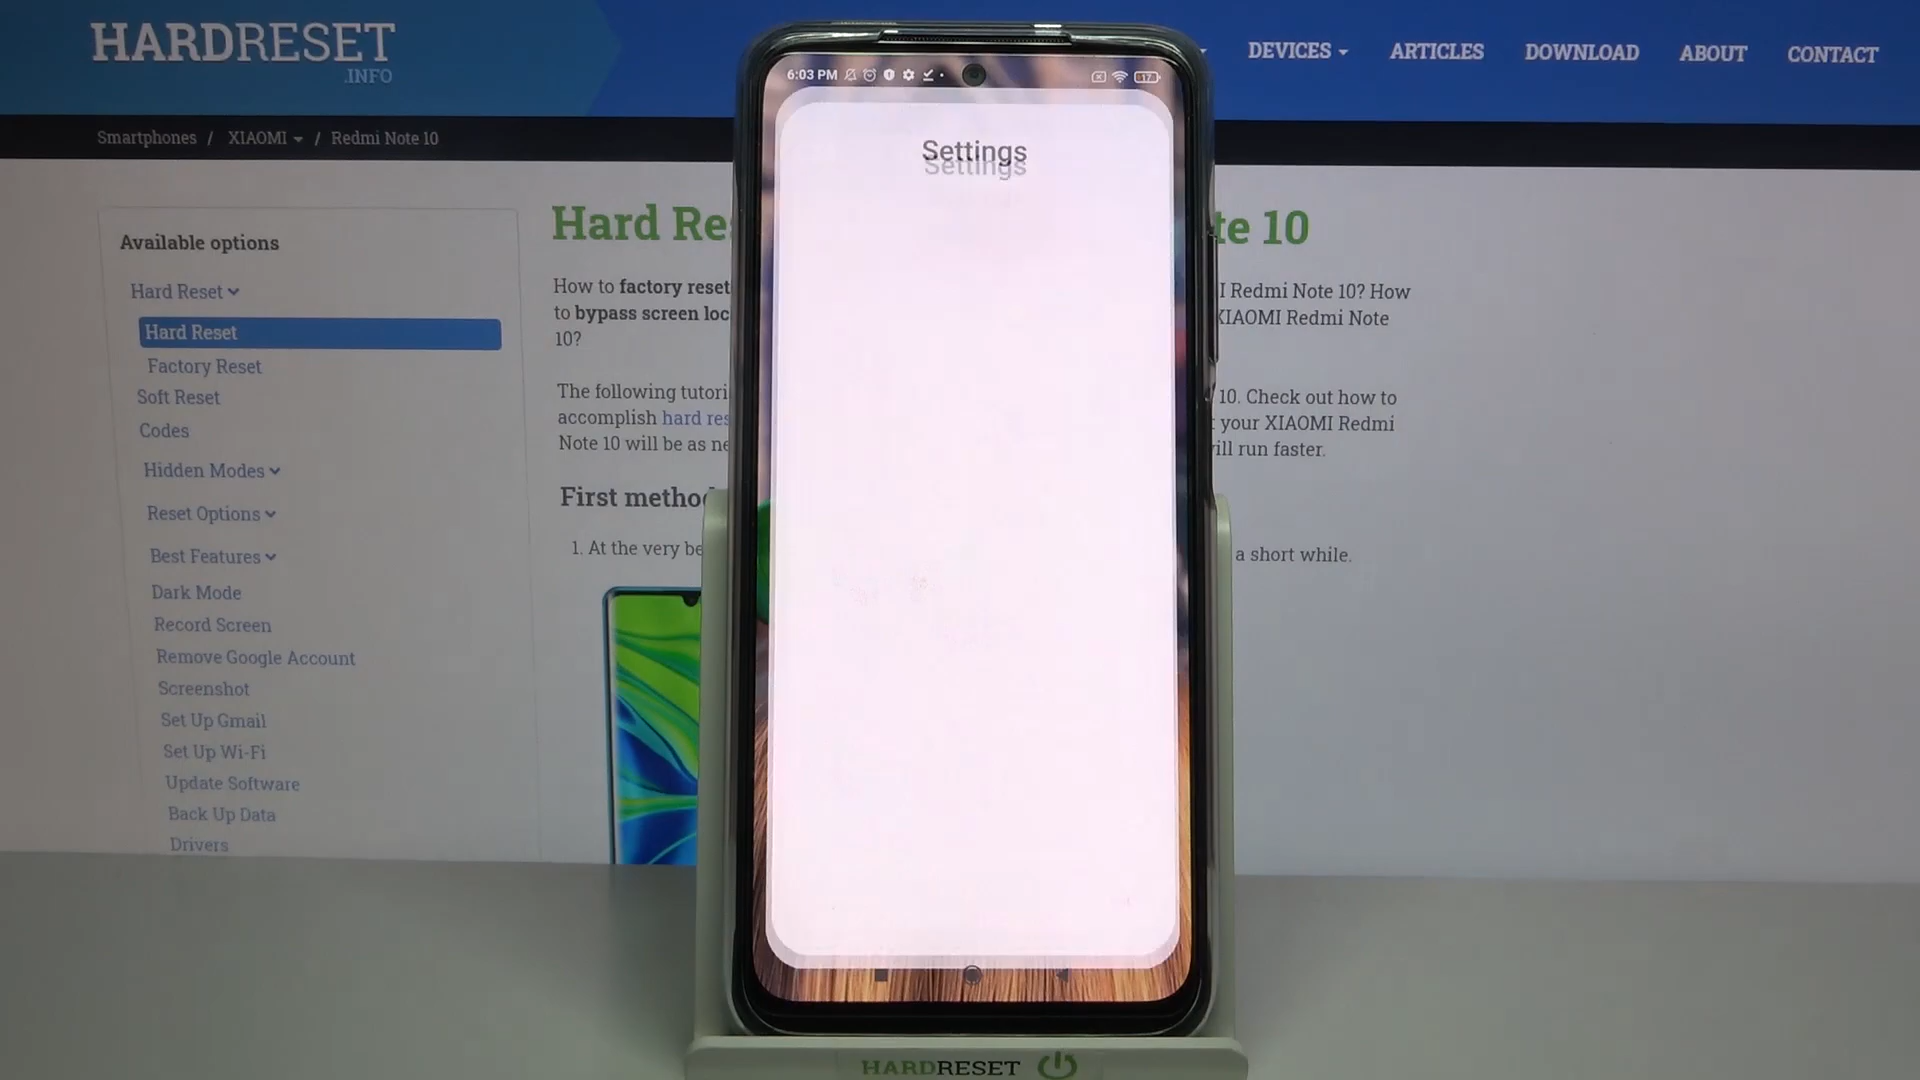 HARDRESET
.INFO
DEVICES
ARTICLES
DOWNLOAD
ABOUT
CONTACT
Smartphones / XIAOMI / Redmi Note 10
Available options
Hard Reset
Hard Reset
Factory Reset
Soft Reset
Codes
Hidden Modes
Reset Options
Best Features
Dark Mode
Record Screen
Remove Google Account
Screenshot
Set Up Gmail
Set Up Wi-Fi
Update Software
Back Up Data
Drivers
Hard Re te 10
How to factory reset I Redmi Note 10? How
to bypass screen loc XIAOMI Redmi Note
10?
The following tutori 10. Check out how to
accomplish hard res your XIAOMI Redmi
Note 10 will be as ne ill run faster.
First method
1. At the very be a short while.
6:03 PM
17
Settings
Settings
HARDRESET